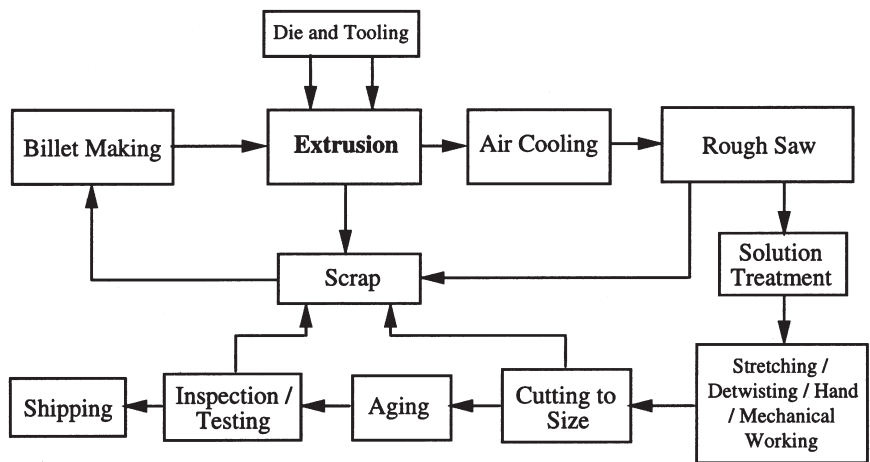 Die and Tooling
Billet Making
Extrusion
Air Cooling
Rough Saw
Scrap
Solution
Treatment
Stretching /
Detwisting / Hand
/ Mechanical
Working
Cutting to
Size
Aging
Inspection /
Testing
Shipping